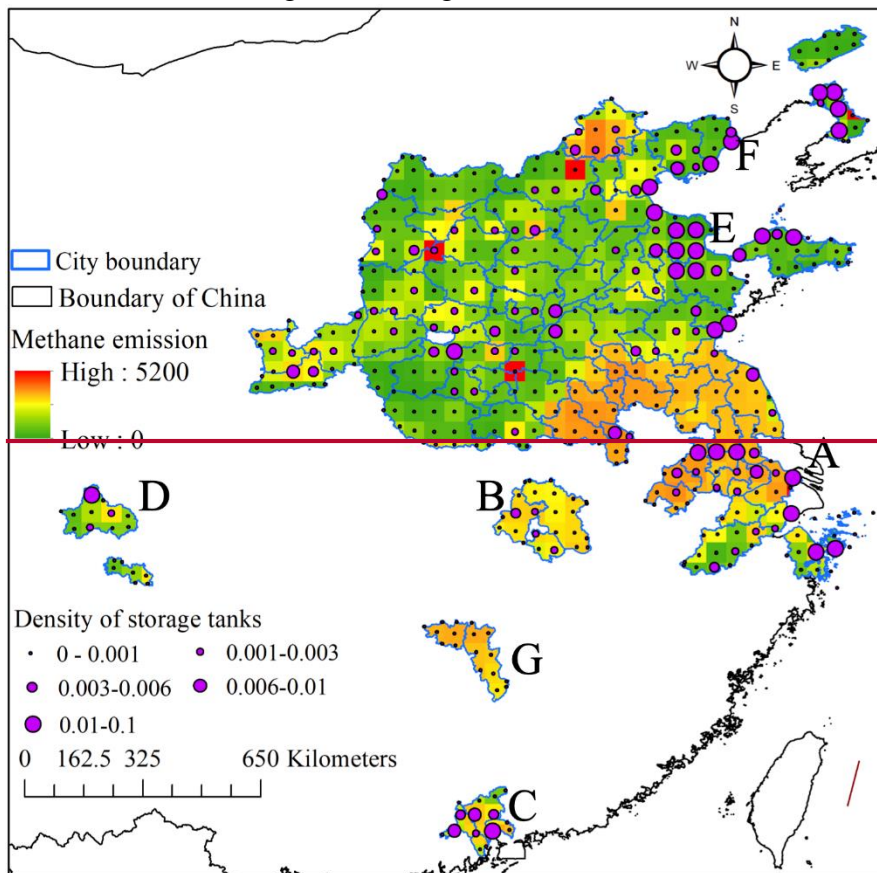 N
W E
S
F
E
City boundary
Boundary of China
Methane emission
High : 5200
Low : 0
A
D
B
Density of storage tanks
0 - 0.001
0.001-0.003
0.003-0.006
0.006-0.01
0.01-0.1
G
0 162.5 325 650 Kilometers
C